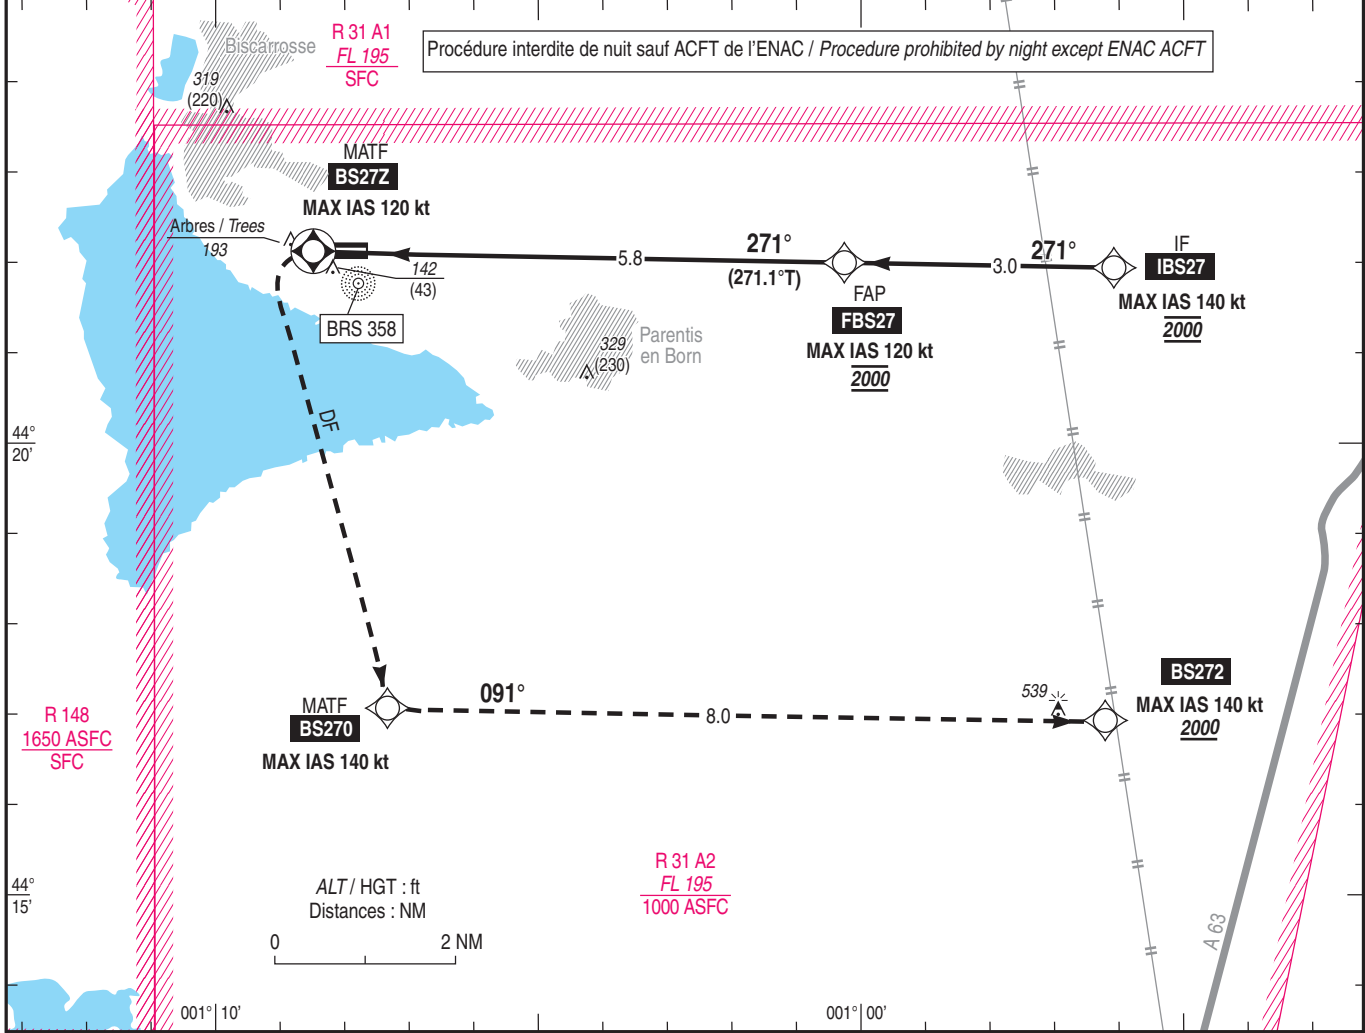 Biscarrosse
319
(220)
R 31 A1
FL 195
SFC
Procédure interdite de nuit sauf ACFT de l'ENAC / Procedure prohibited by night except ENAC ACFT
MATF
BS27Z
MAX IAS 120 kt
Arbres / Trees
193
142
(43)
BRS 358
5.8
271°
(271.1°T)
3.0
271°
IF
IBS27
MAX IAS 140 kt
2000
FAP
FBS27
MAX IAS 120 kt
2000
329
(230)
Parentis
en Born
DF
44°
20'
MATF
BS270
MAX IAS 140 kt
091°
8.0
539
BS272
MAX IAS 140 kt
2000
R 148
1650 ASFC
SFC
R 31 A2
FL 195
1000 ASFC
44°
15'
ALT / HGT : ft
Distances : NM
0 2 NM
A 63
001° 10'
001° 00'